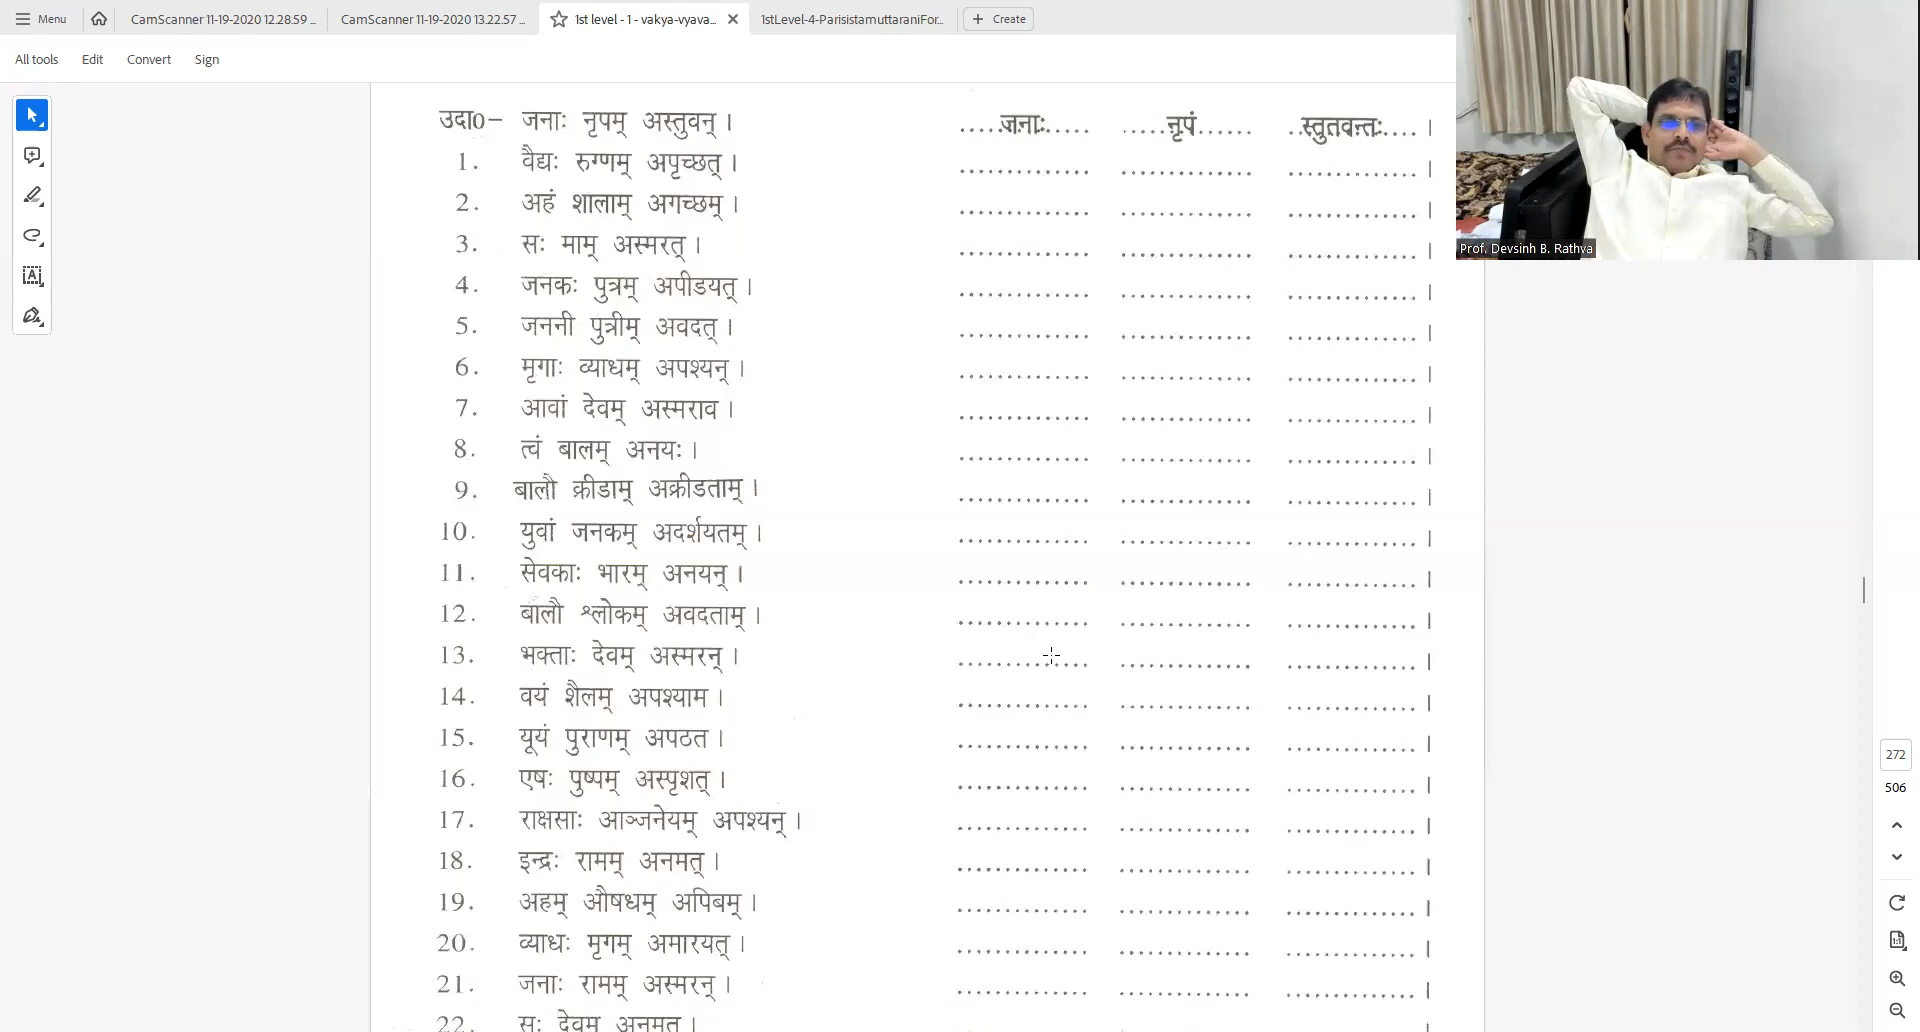 Menu CamScanner 11-19-2020 12.28.59 ... CamScanner 11-19-2020 13.22.57 ... 1st level - 1 - vakya-vyava... 1stLevel-4-ParisistamuttaraniFor... Create
All tools Edit Convert Sign
उदा०– जनाः नृपम् अस्तुवन् । ....जनाः...... .....नृपं...... ..स्तुतवन्तः.... ।
1. वैद्यः रुग्णम् अपृच्छत् । ............. ............. ............. ।
2. अहं शालाम् अगच्छम् । ............. ............. ............. ।
3. सः माम् अस्मरत् । ............. ............. ............. ।
4. जनकः पुत्रम् अपीडयत् । ............. ............. ............. ।
5. जननी पुत्रीम् अवदत् । ............. ............. ............. ।
6. मृगाः व्याधम् अपश्यन् । ............. ............. ............. ।
7. आवां देवम् अस्मराव । ............. ............. ............. ।
8. त्वं बालम् अनयः । ............. ............. ............. ।
9. बालौ क्रीडाम् अक्रीडताम् । ............. ............. ............. ।
10. युवां जनकम् अदर्शयतम् । ............. ............. ............. ।
11. सेवकाः भारम् अनयन् । ............. ............. ............. ।
12. बालौ श्लोकम् अवदताम् । ............. ............. ............. ।
13. भक्ताः देवम् अस्मरन् । ............. ............. ............. ।
14. वयं शैलम् अपश्याम । ............. ............. ............. ।
15. यूयं पुराणम् अपठत । ............. ............. ............. ।
16. एषः पुष्पम् अस्पृशत् । ............. ............. ............. ।
17. राक्षसाः आञ्जनेयम् अपश्यन् । ............. ............. ............. ।
18. इन्द्रः रामम् अनमत् । ............. ............. ............. ।
19. अहम् औषधम् अपिबम् । ............. ............. ............. ।
20. व्याधः मृगम् अमारयत् । ............. ............. ............. ।
21. जनाः रामम् अस्मरन् । ............. ............. ............. ।
22. सः देवम् अनमत् ।
Prof. Devsinh B. Rathva
272
506